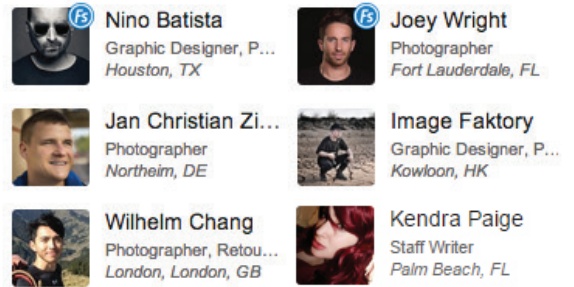 Fs
Nino Batista
Graphic Designer, P...
Houston, TX
Fs
Joey Wright
Photographer
Fort Lauderdale, FL
Jan Christian Zi...
Photographer
Northeim, DE
Image Faktory
Graphic Designer, P...
Kowloon, HK
Wilhelm Chang
Photographer, Retou...
London, London, GB
Kendra Paige
Staff Writer
Palm Beach, FL